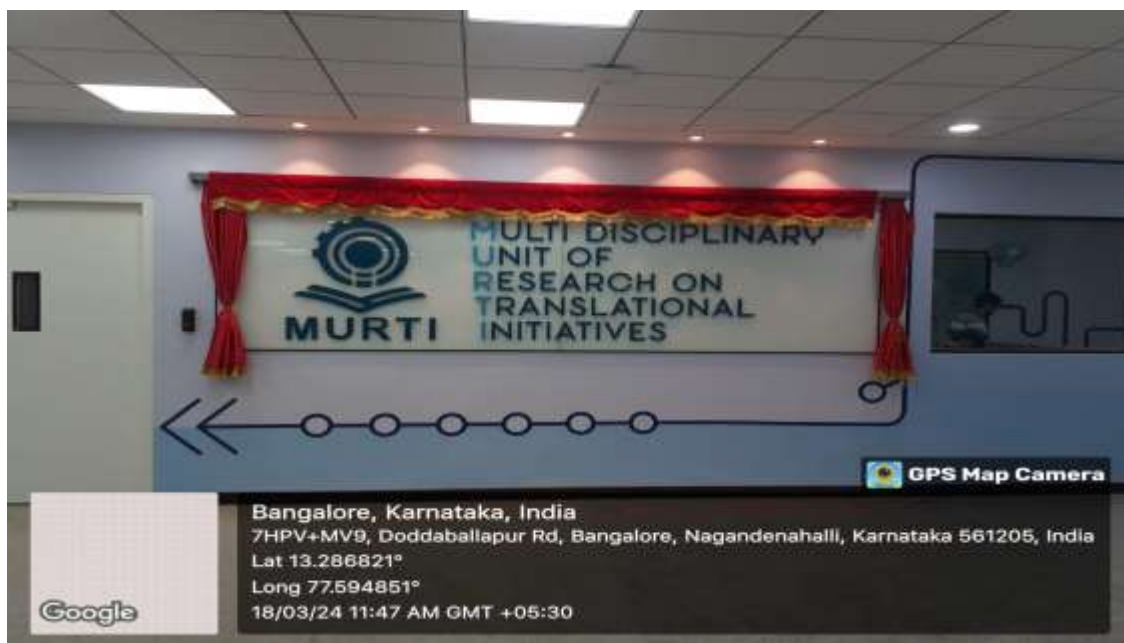 MURTI
MULTI DISCIPLINARY
UNIT OF
RESEARCH ON
TRANSLATIONAL
INITIATIVES
GPS Map Camera
Bangalore, Karnataka, India
7HPV+MV9, Doddaballapur Rd, Bangalore, Nagandenahalli, Karnataka 561205, India
Lat 13.286821°
Long 77.594851°
18/03/24 11:47 AM GMT +05:30
Google